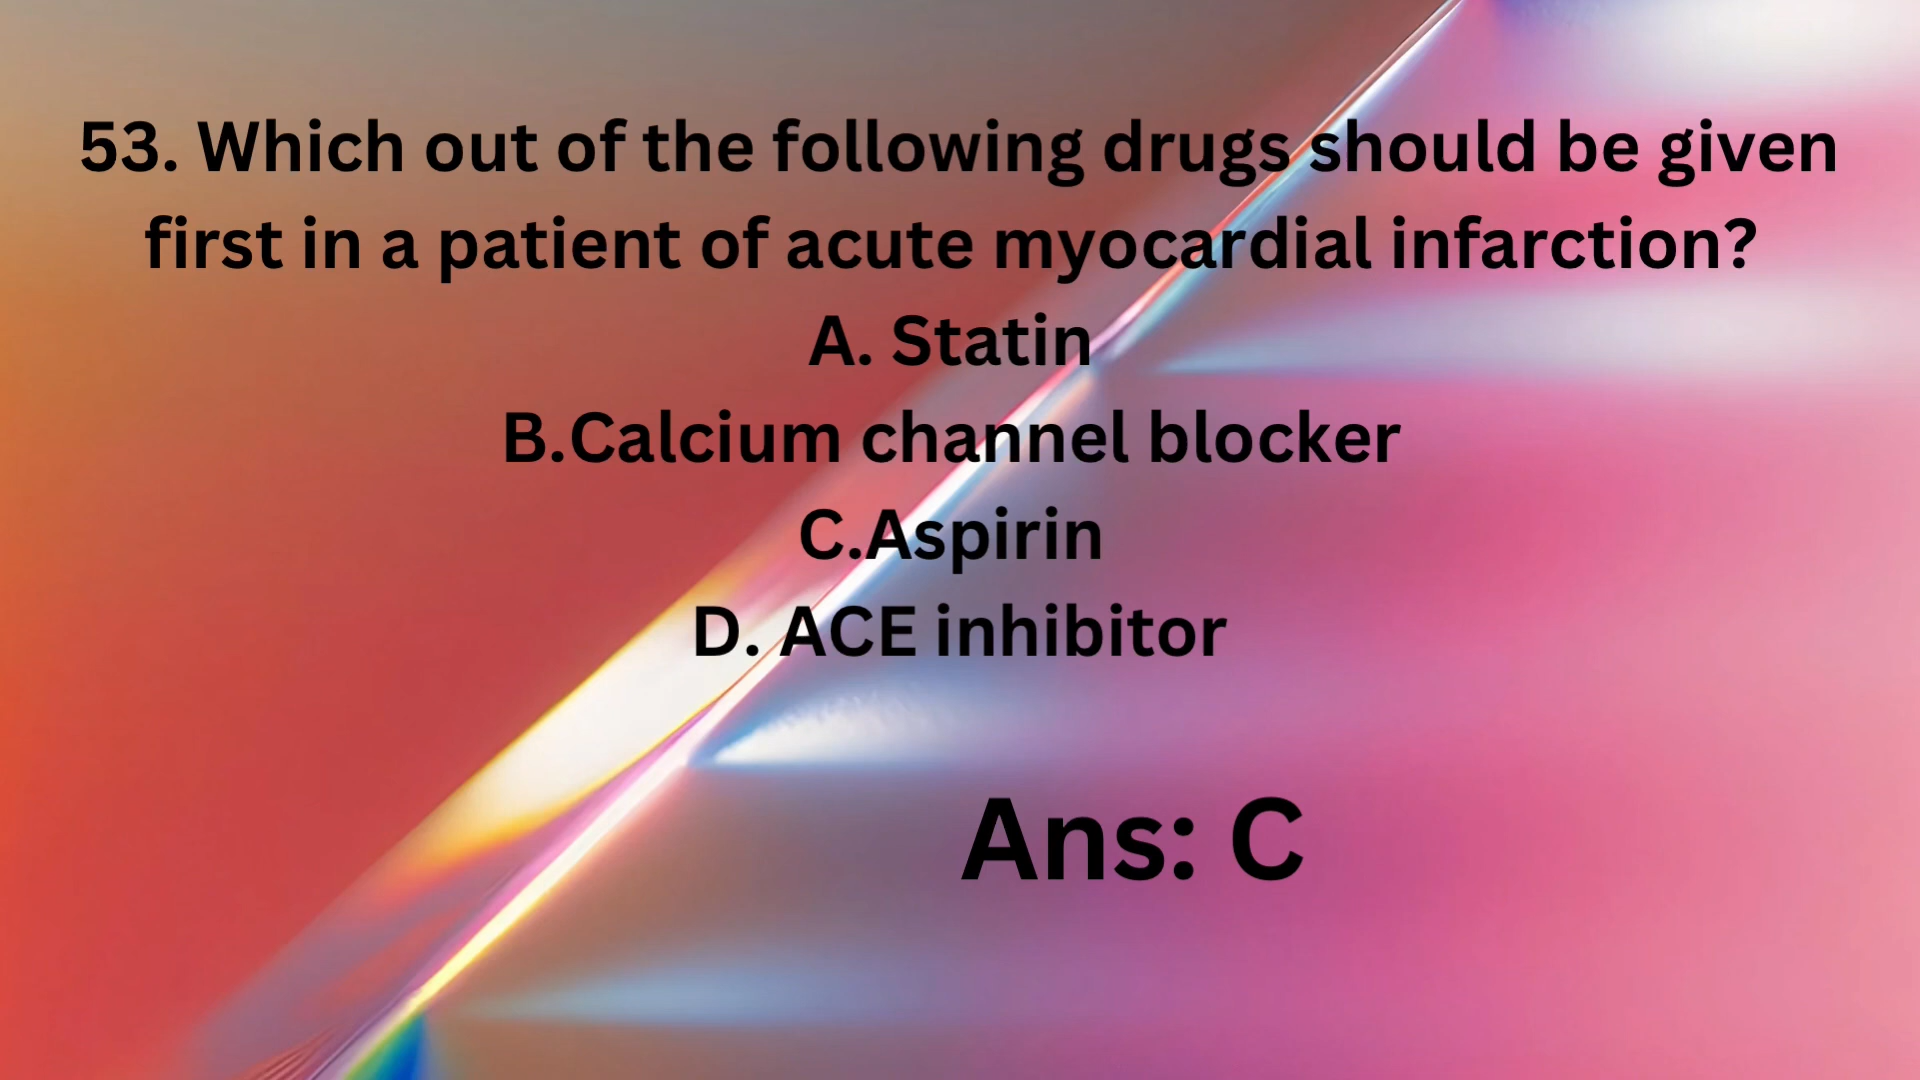 53. Which out of the following drugs should be given
first in a patient of acute myocardial infarction?
A. Statin
B.Calcium channel blocker
C.Aspirin
D. ACE inhibitor
Ans: C